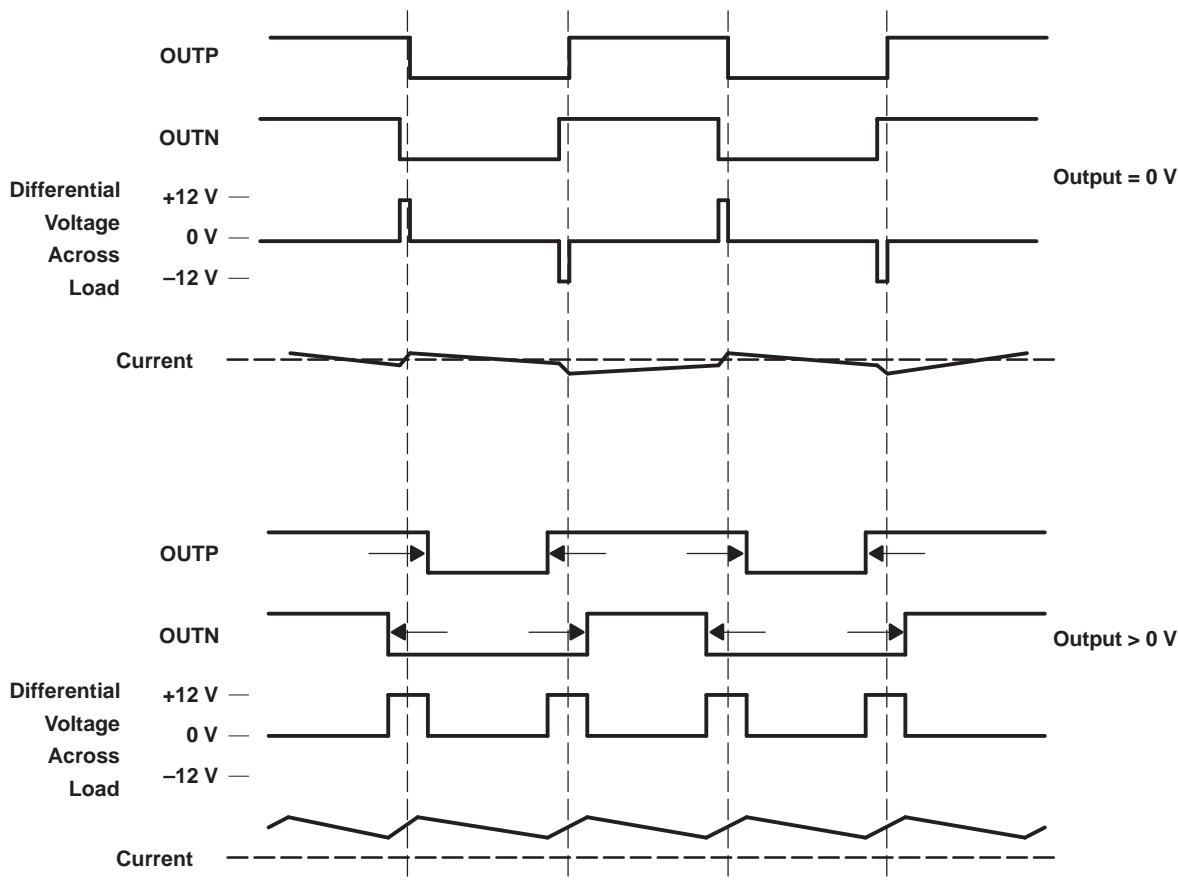 OUTP
OUTN
Output = 0 V
Differential
Voltage
Across
Load
+12 V
0 V
–12 V
Current
OUTP
OUTN
Output > 0 V
Differential
Voltage
Across
Load
+12 V
0 V
–12 V
Current